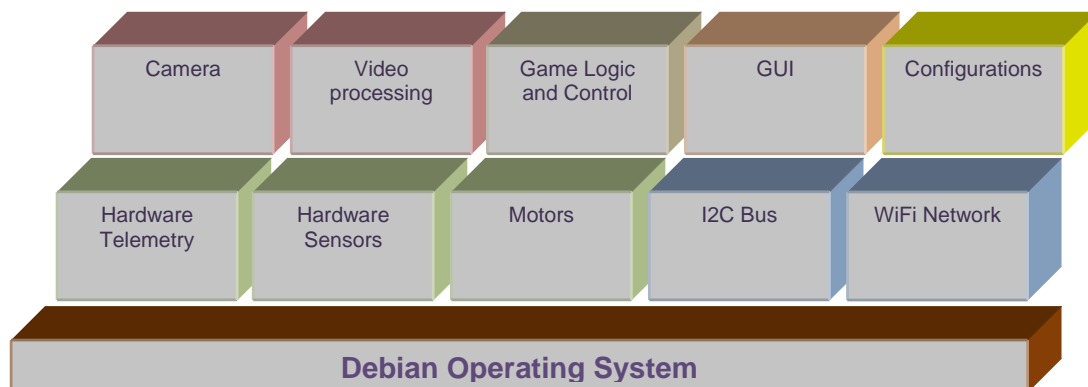 Camera
Video
processing
Game Logic
and Control
GUI
Configurations
Hardware
Telemetry
Hardware
Sensors
Motors
I2C Bus
WiFi Network
Debian Operating System